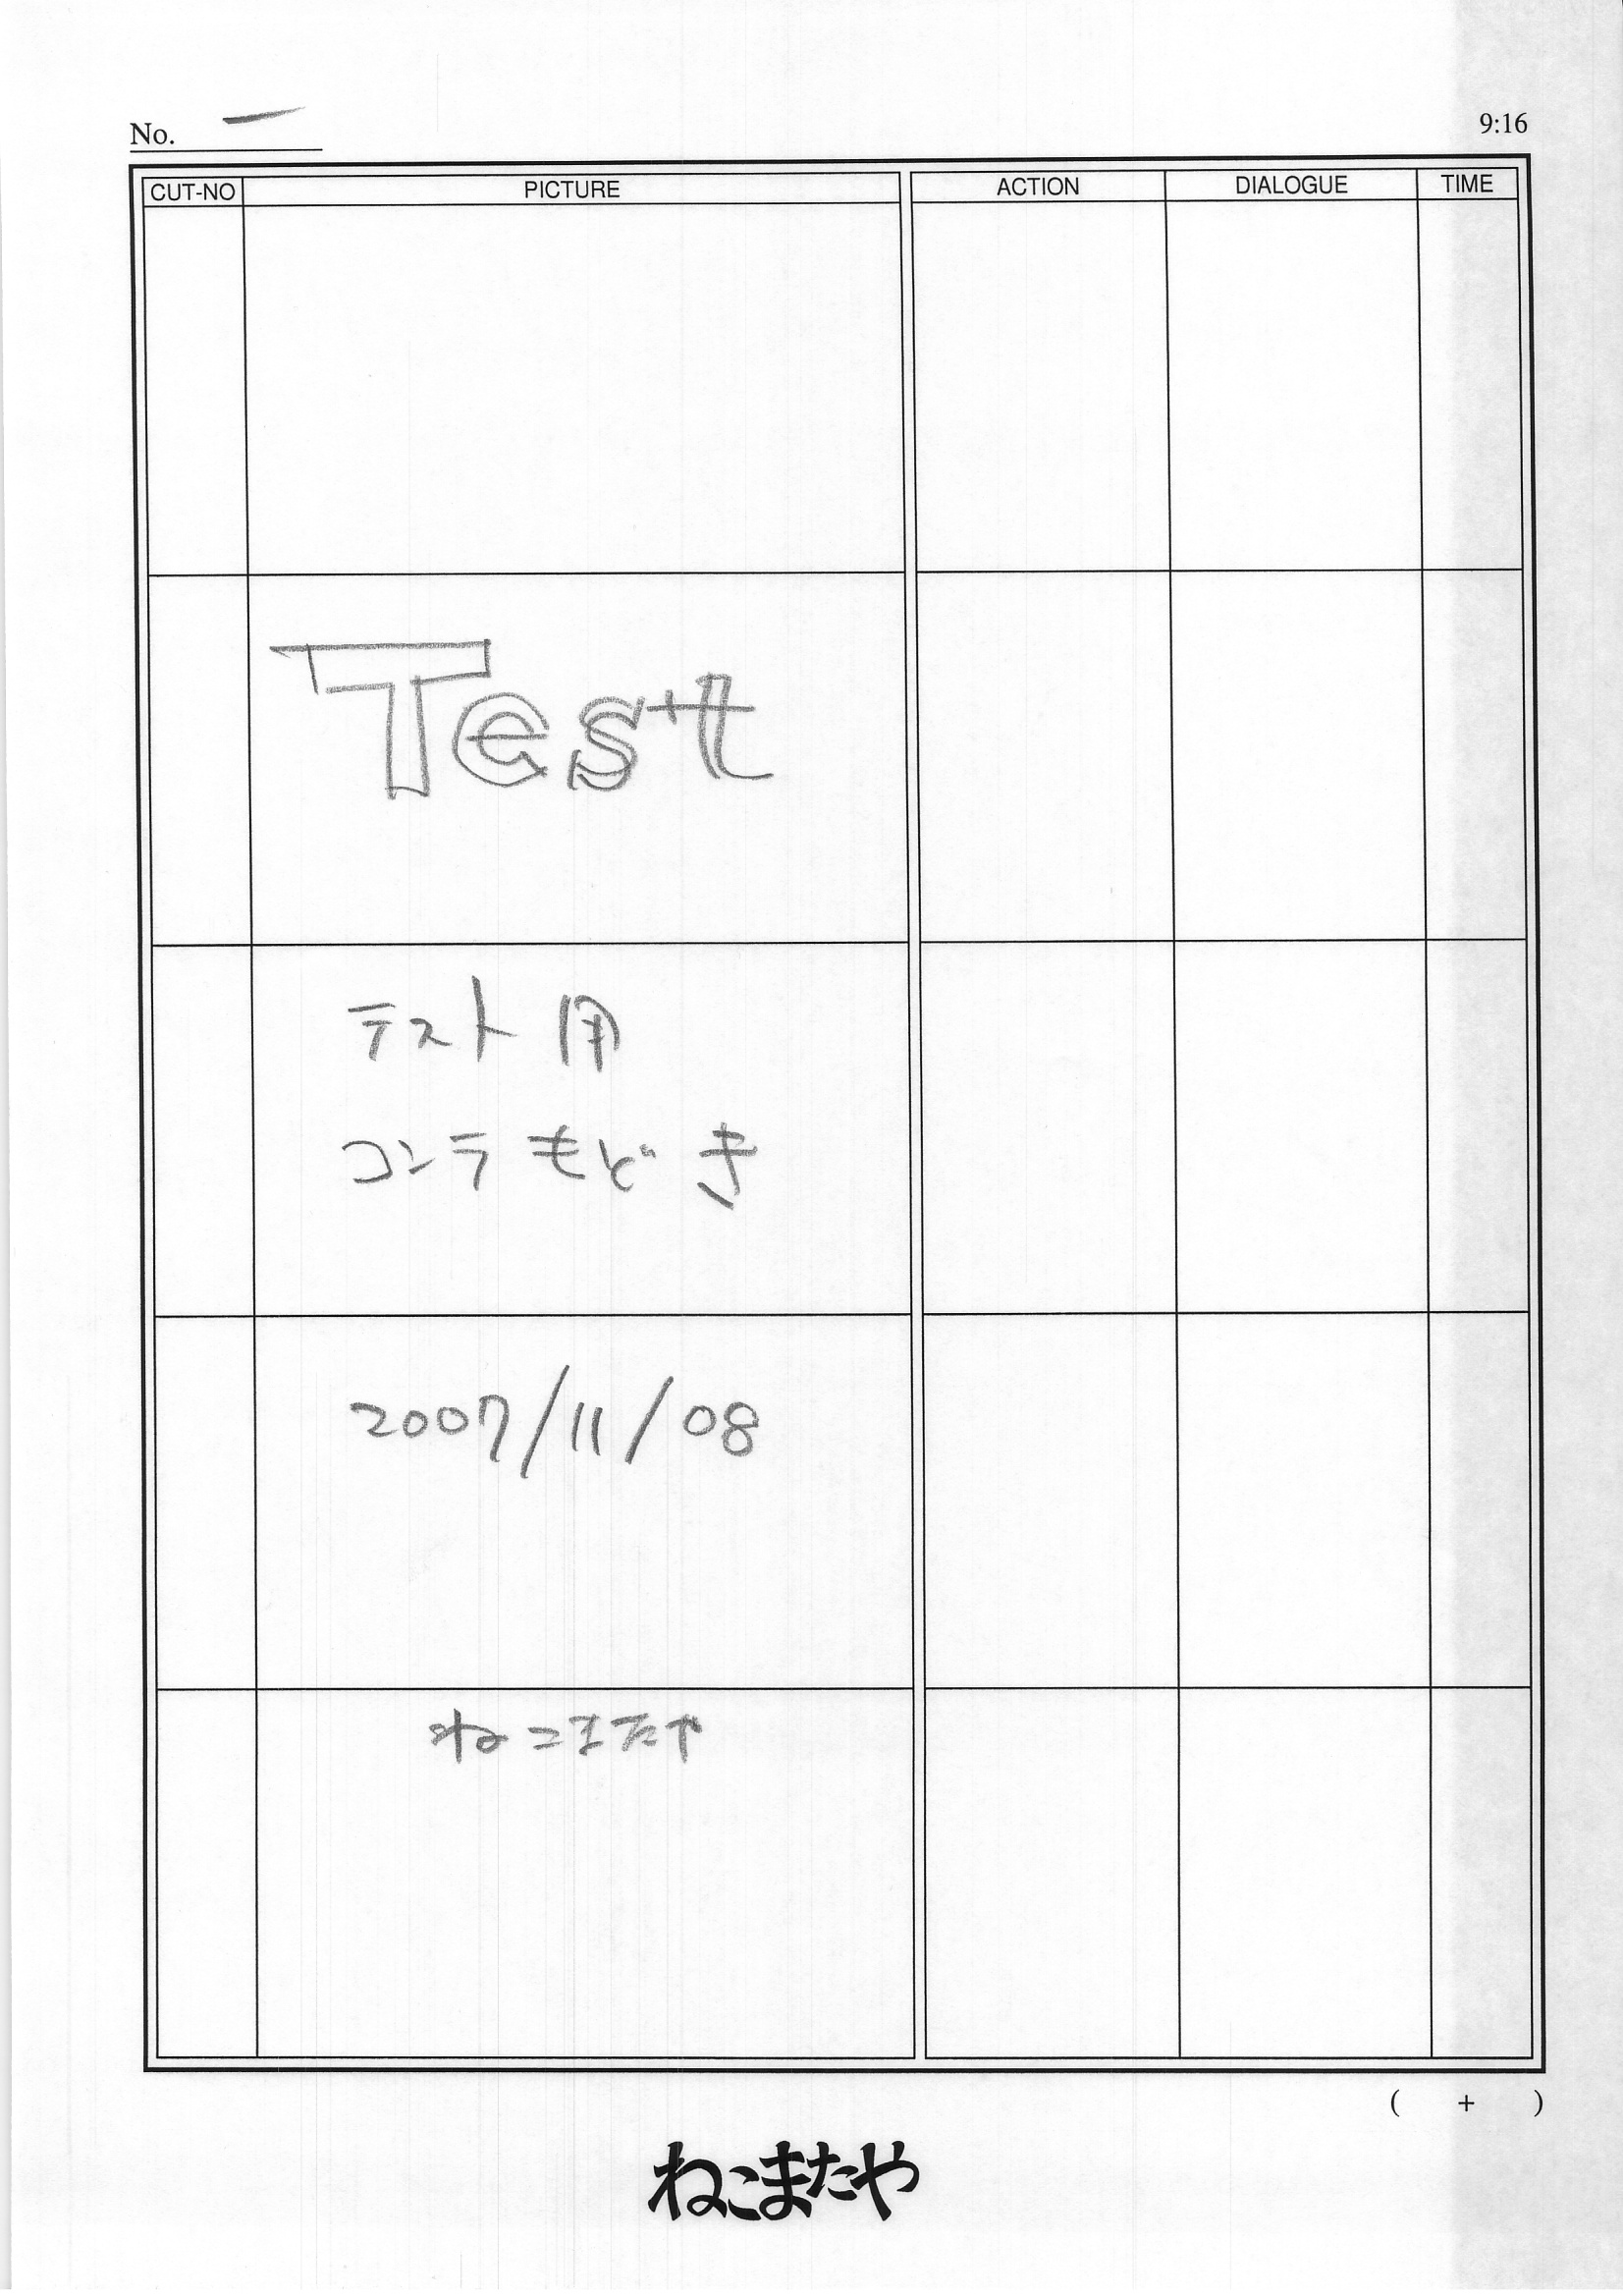 No. 一
9:16
CUT-NO PICTURE ACTION DIALOGUE TIME
Test
テスト用
コンテもどき
2007/11/08
ねこまたや
( + )
ねこまたや